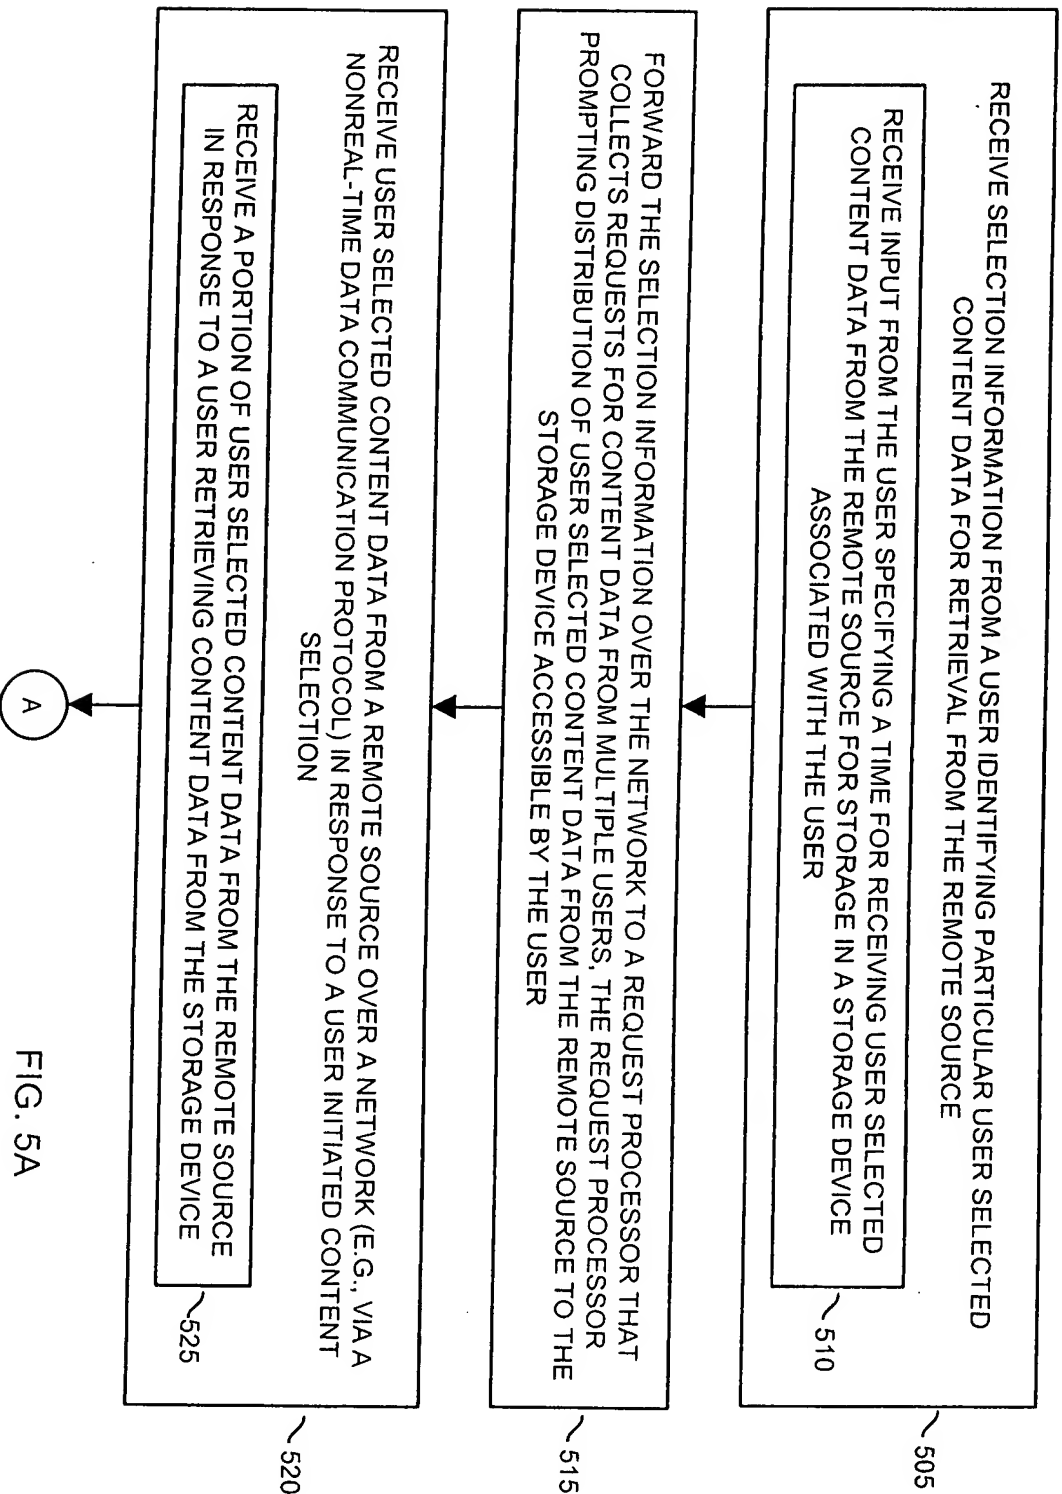 RECEIVE SELECTION INFORMATION FROM A USER IDENTIFYING PARTICULAR USER SELECTED
CONTENT DATA FOR RETRIEVAL FROM THE REMOTE SOURCE
RECEIVE INPUT FROM THE USER SPECIFYING A TIME FOR RECEIVING USER SELECTED
CONTENT DATA FROM THE REMOTE SOURCE FOR STORAGE IN A STORAGE DEVICE
ASSOCIATED WITH THE USER
510
505
FORWARD THE SELECTION INFORMATION OVER THE NETWORK TO A REQUEST PROCESSOR THAT
COLLECTS REQUESTS FOR CONTENT DATA FROM MULTIPLE USERS, THE REQUEST PROCESSOR
PROMPTING DISTRIBUTION OF USER SELECTED CONTENT DATA FROM THE REMOTE SOURCE TO THE
STORAGE DEVICE ACCESSIBLE BY THE USER
515
RECEIVE USER SELECTED CONTENT DATA FROM A REMOTE SOURCE OVER A NETWORK (E.G., VIA A
NONREAL-TIME DATA COMMUNICATION PROTOCOL) IN RESPONSE TO A USER INITIATED CONTENT
SELECTION
RECEIVE A PORTION OF USER SELECTED CONTENT DATA FROM THE REMOTE SOURCE
IN RESPONSE TO A USER RETRIEVING CONTENT DATA FROM THE STORAGE DEVICE
525
520
A
FIG. 5A